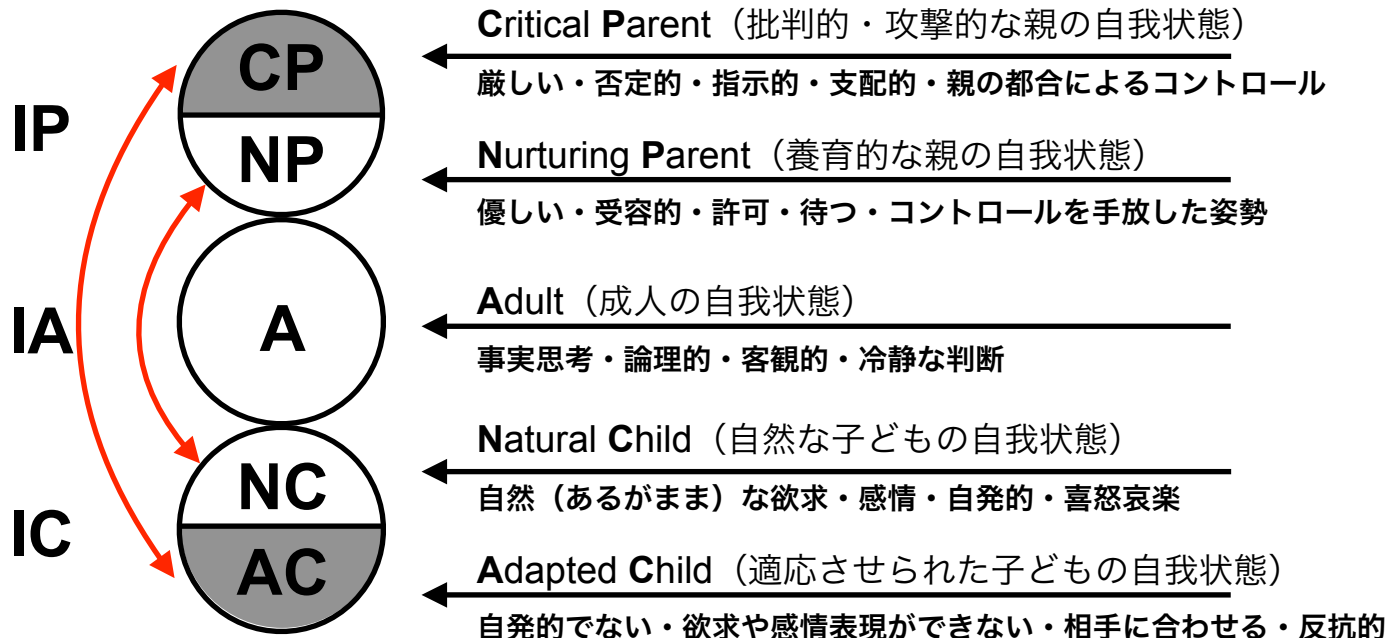 Critical Parent（批判的・攻撃的な親の自我状態）
CP
厳しい・否定的・指示的・支配的・親の都合によるコントロール
IP
NP
Nurturing Parent（養育的な親の自我状態）
優しい・受容的・許可・待つ・コントロールを手放した姿勢
Adult（成人の自我状態）
IA
A
事実思考・論理的・客観的・冷静な判断
Natural Child（自然な子どもの自我状態）
NC
自然（あるがまま）な欲求・感情・自発的・喜怒哀楽
IC
AC
Adapted Child（適応させられた子どもの自我状態）
自発的でない・欲求や感情表現ができない・相手に合わせる・反抗的